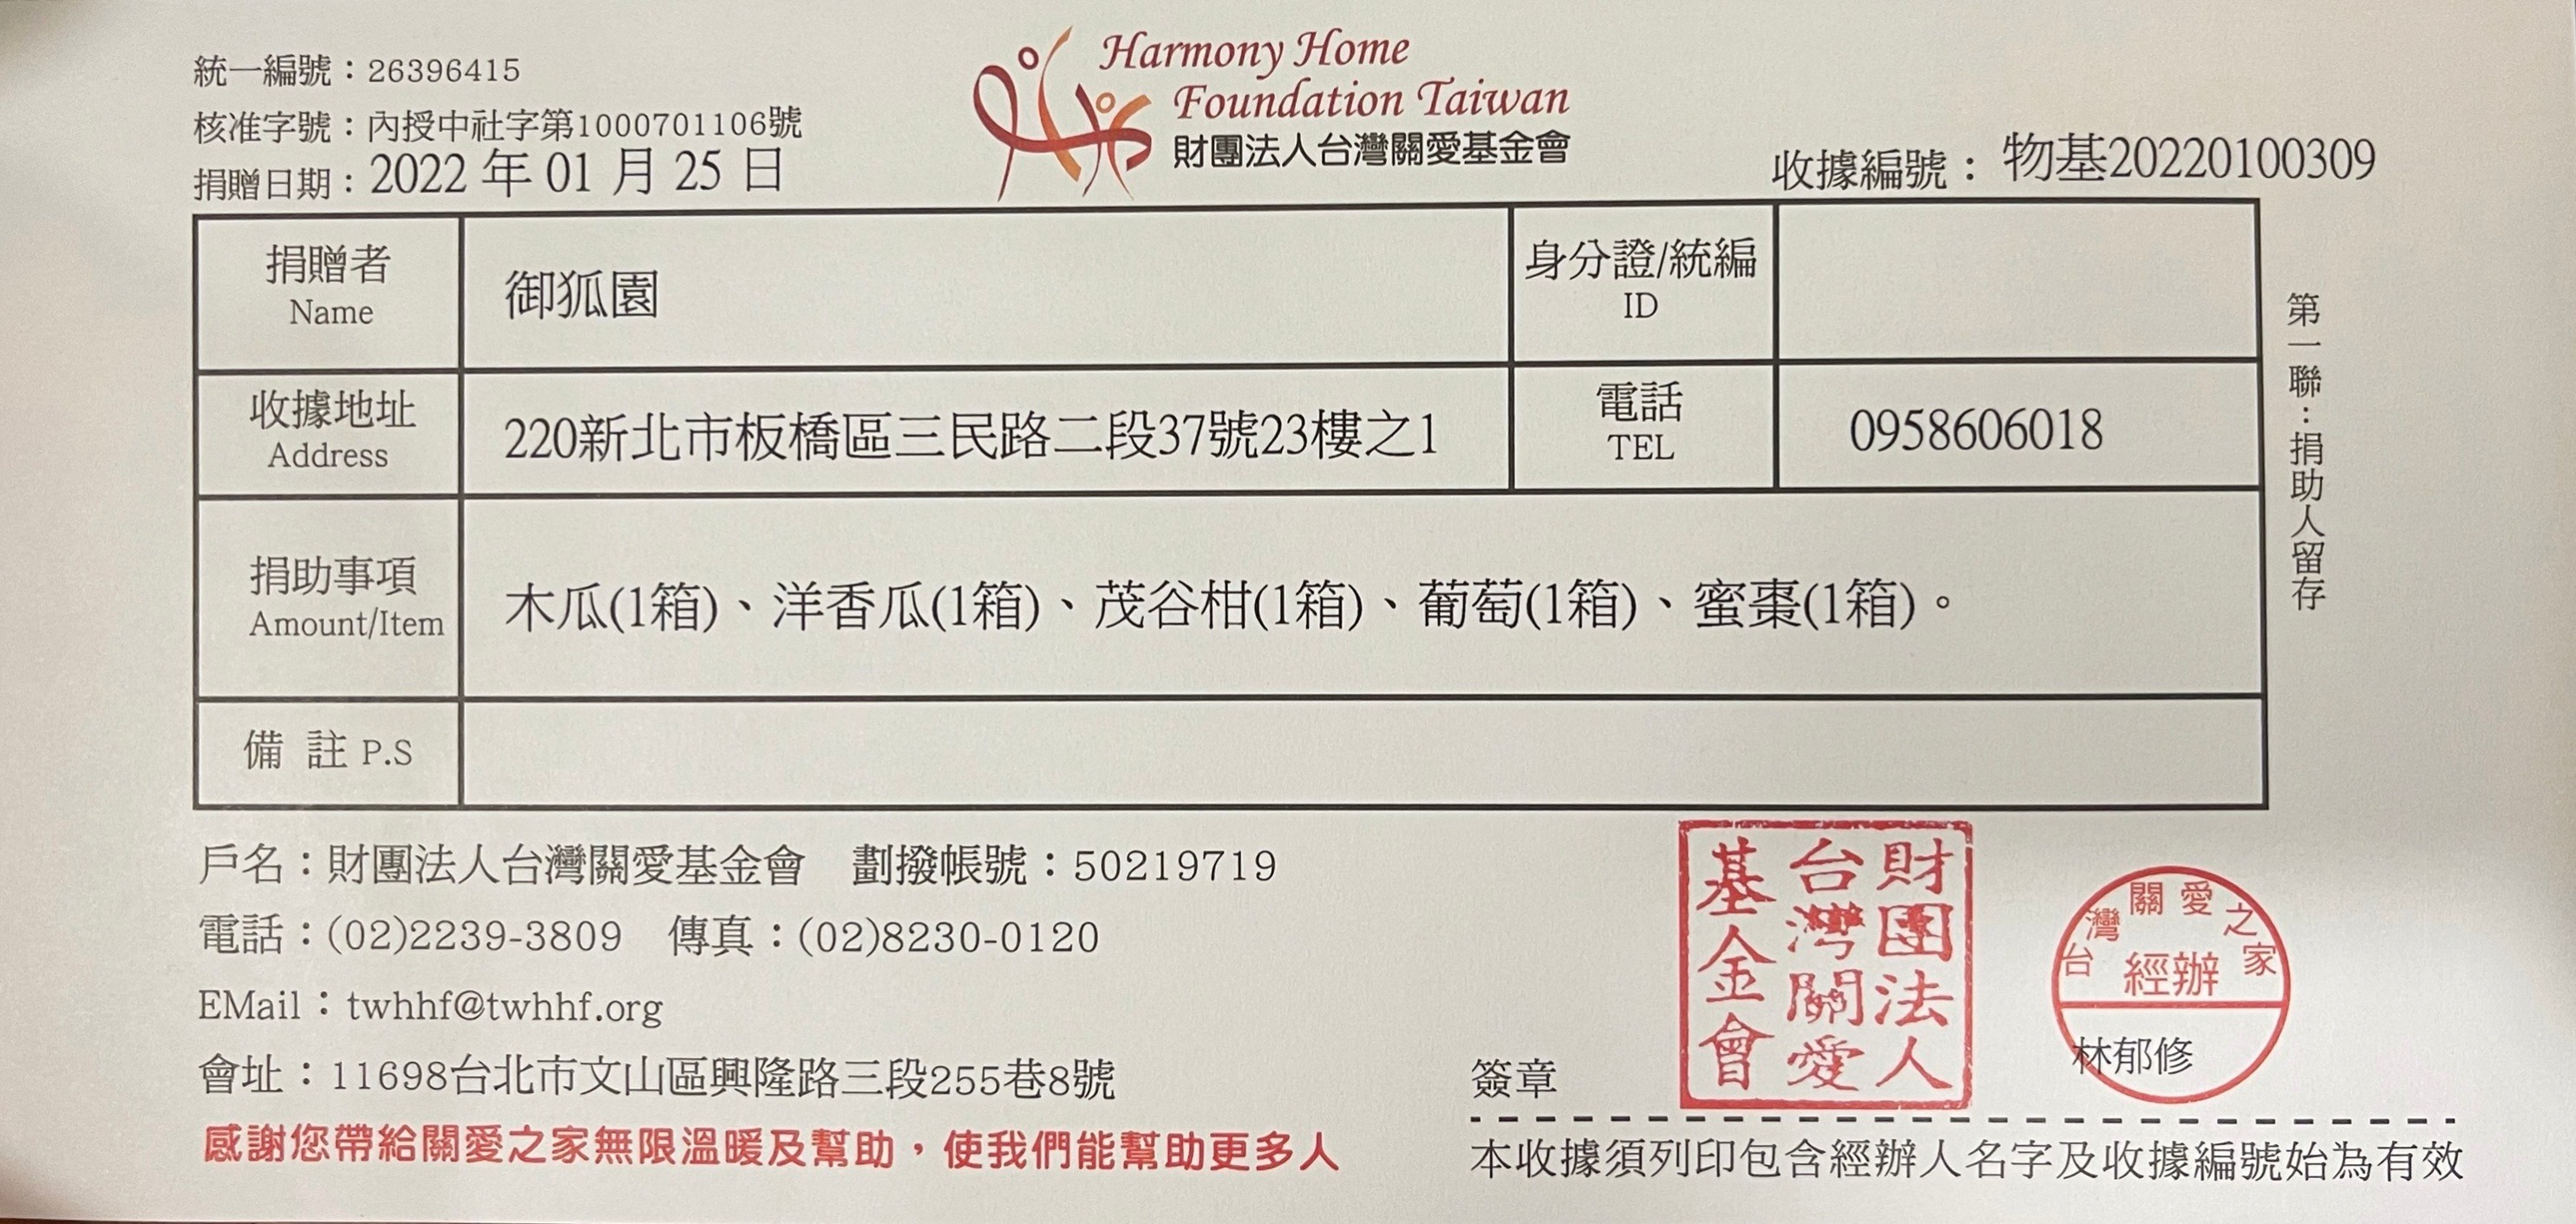 統一編號：26396415
核准字號：內授中社字第1000701106號
捐贈日期：2022 年 01 月 25 日
Harmony Home
Foundation Taiwan
財團法人台灣關愛基金會
收據編號：物基20220100309
捐贈者
Name
御狐園
身分證/統編
ID
收據地址
Address
220新北市板橋區三民路二段37號23樓之1
電話
TEL
0958606018
捐助事項
Amount/Item
木瓜(1箱)、洋香瓜(1箱)、茂谷柑(1箱)、葡萄(1箱)、蜜棗(1箱)。
備 註 P.S
第一聯：捐助人留存
戶名：財團法人台灣關愛基金會 劃撥帳號：50219719
電話：(02)2239-3809 傳真：(02)8230-0120
EMail：twhhf@twhhf.org
會址：11698台北市文山區興隆路三段255巷8號
感謝您帶給關愛之家無限溫暖及幫助，使我們能幫助更多人
簽章
財團法人
台灣關愛
基金會
台灣關愛之家
經辦
林郁修
本收據須列印包含經辦人名字及收據編號始為有效